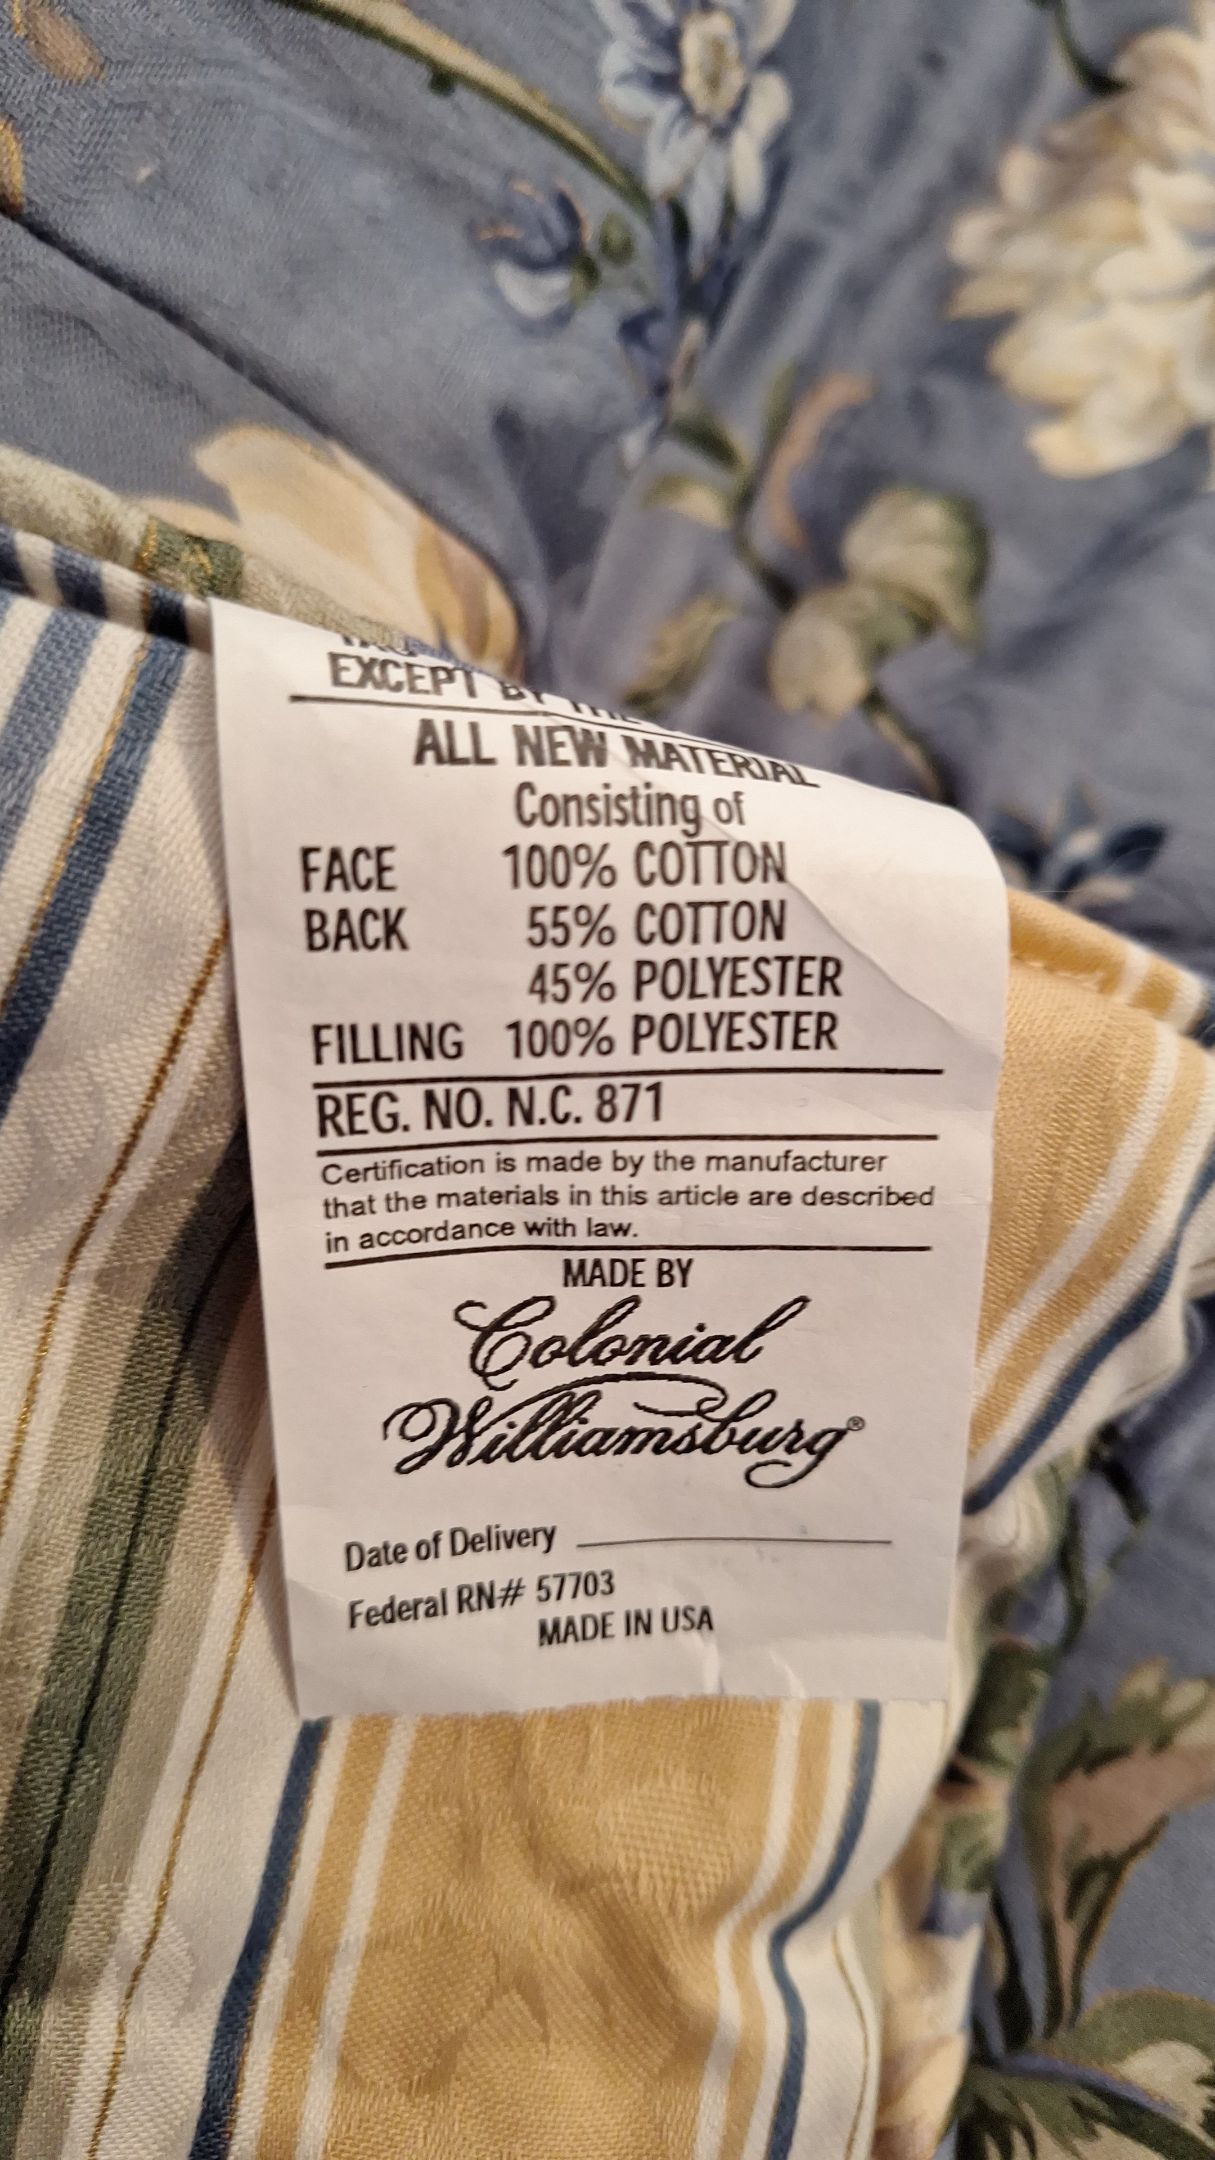 EXCEPT BY THE
ALL NEW MATERIAL
Consisting of
FACE 100% COTTON
BACK 55% COTTON
45% POLYESTER
FILLING 100% POLYESTER
REG. NO. N.C. 871
Certification is made by the manufacturer
that the materials in this article are described
in accordance with law.
MADE BY
Colonial
Williamsburg®
Date of Delivery
Federal RN# 57703
MADE IN USA